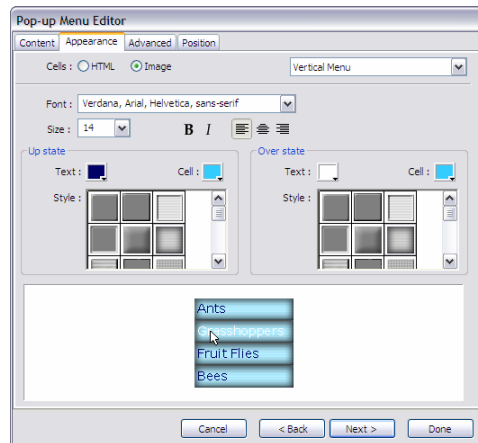 Pop-up Menu Editor
Content Appearance Advanced Position
Cells : HTML Image Vertical Menu
Font : Verdana, Arial, Helvetica, sans-serif
Size : 14 B I
Up state Over state
Text : Cell : Text : Cell :
Style : Style :
Ants
Grasshoppers
Fruit Flies
Bees
Cancel < Back Next > Done